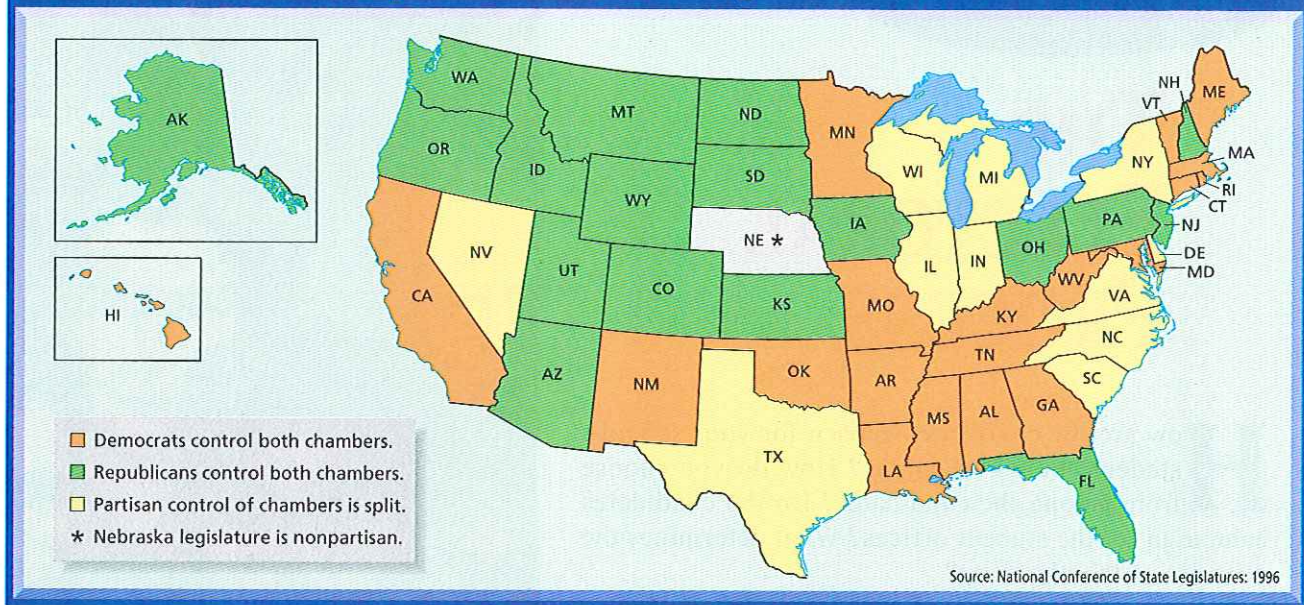 AK
HI
WA
OR
CA
NV
ID
MT
WY
UT
AZ
CO
NM
ND
SD
NE *
KS
OK
TX
MN
IA
MO
AR
LA
WI
IL
MI
IN
OH
KY
TN
MS
AL
GA
FL
SC
NC
VA
WV
PA
NY
VT
NH
ME
MA
RI
CT
NJ
DE
MD
Democrats control both chambers.
Republicans control both chambers.
Partisan control of chambers is split.
* Nebraska legislature is nonpartisan.
Source: National Conference of State Legislatures: 1996